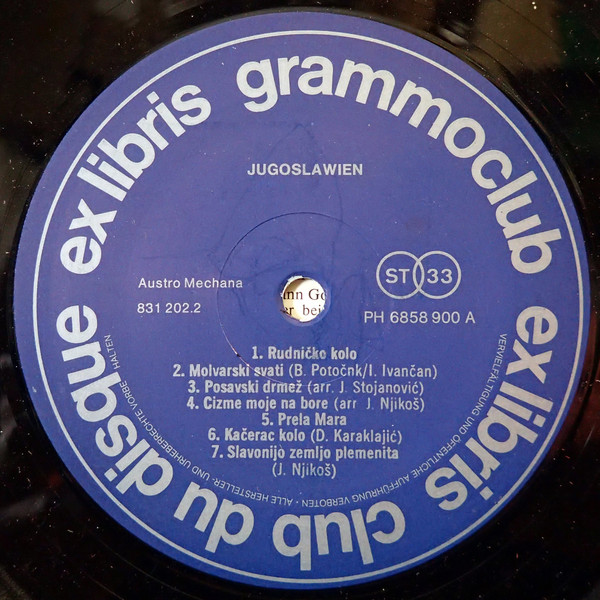 ex libris grammoclub
ex libris club du disque
JUGOSLAWIEN
Austro Mechana
831 202.2
ST 33
PH 6858 900 A
1. Rudničko kolo
2. Molvarski svati (B. Potočnk/I. Ivančan)
3. Posavski drmež (arr. J. Stojanović)
4. Cizme moje na bore (arr J. Njikoš)
5. Prela Mara
6. Kačerac kolo (D. Karaklajić)
7. Slavonijo zemljo plemenita
(J. Njikoš)
VERVIELFÄLTIGUNG UND ÖFFENTLICHE AUFFÜHRUNG VERBOTEN · ALLE HERSTELLER- UND URHEBERRECHTE VORBEHALTEN